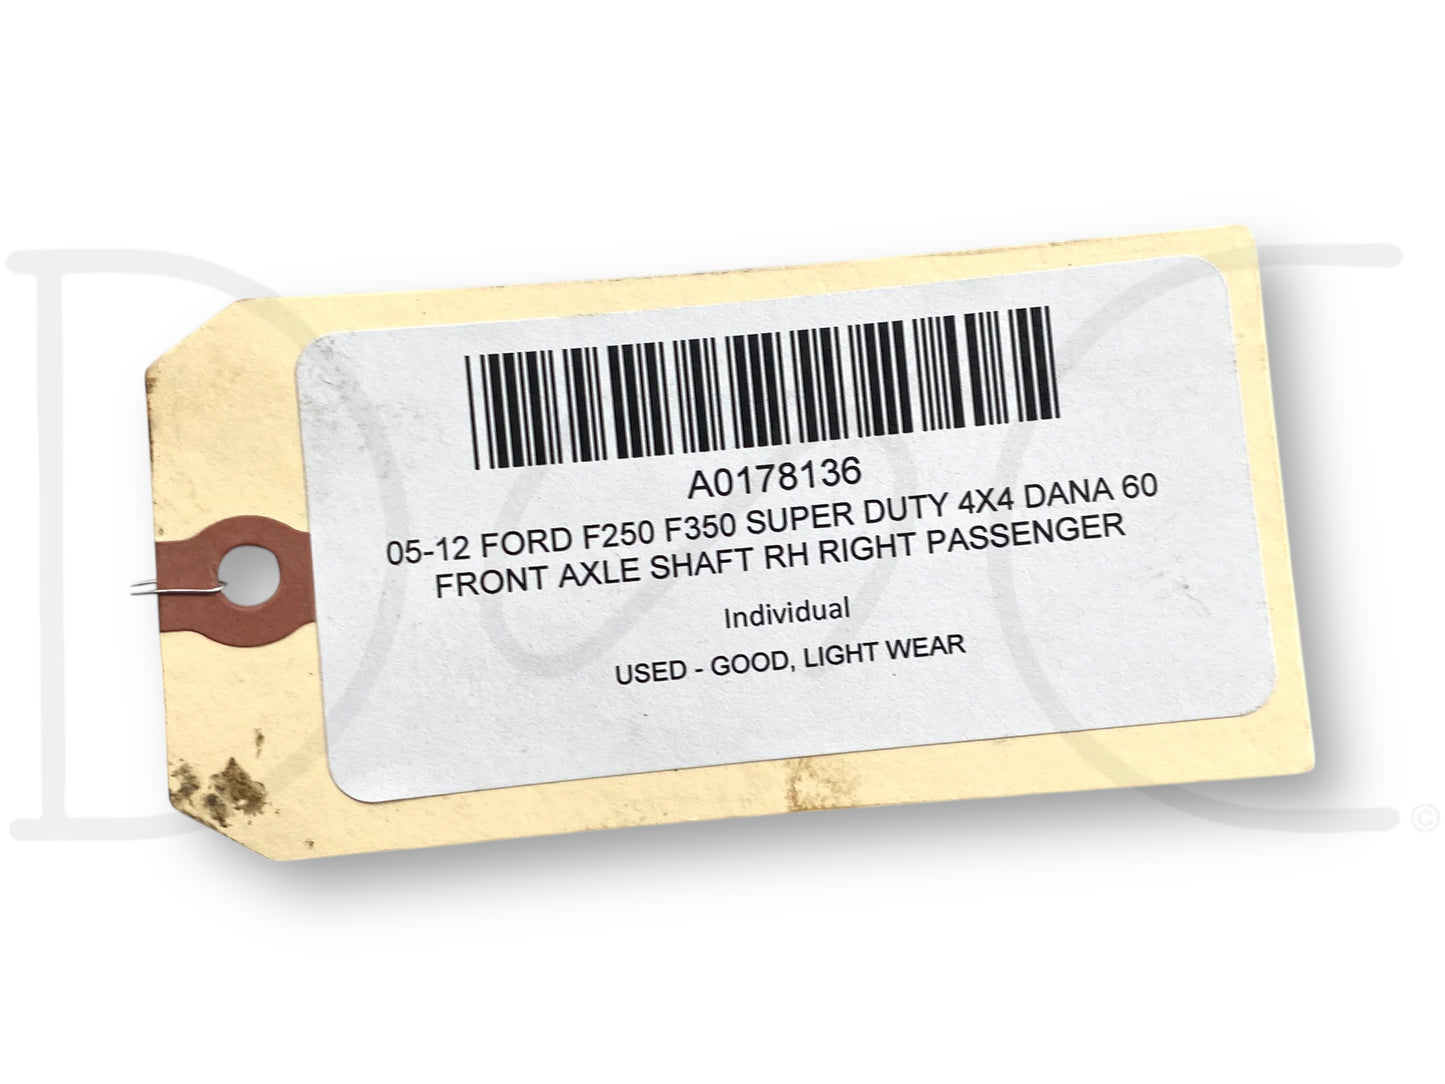 A0178136
05-12 FORD F250 F350 SUPER DUTY 4X4 DANA 60
FRONT AXLE SHAFT RH RIGHT PASSENGER
Individual
USED - GOOD, LIGHT WEAR
©